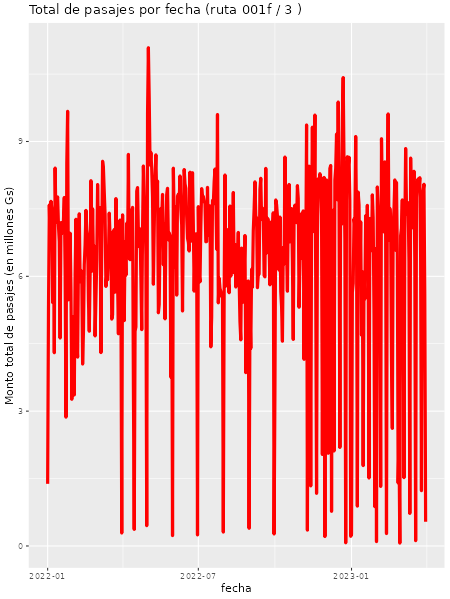 Total de pasajes por fecha (ruta 001f / 3 )
Monto total de pasajes (en millones Gs)
9
6
3
0
2022-01
2022-07
2023-01
fecha